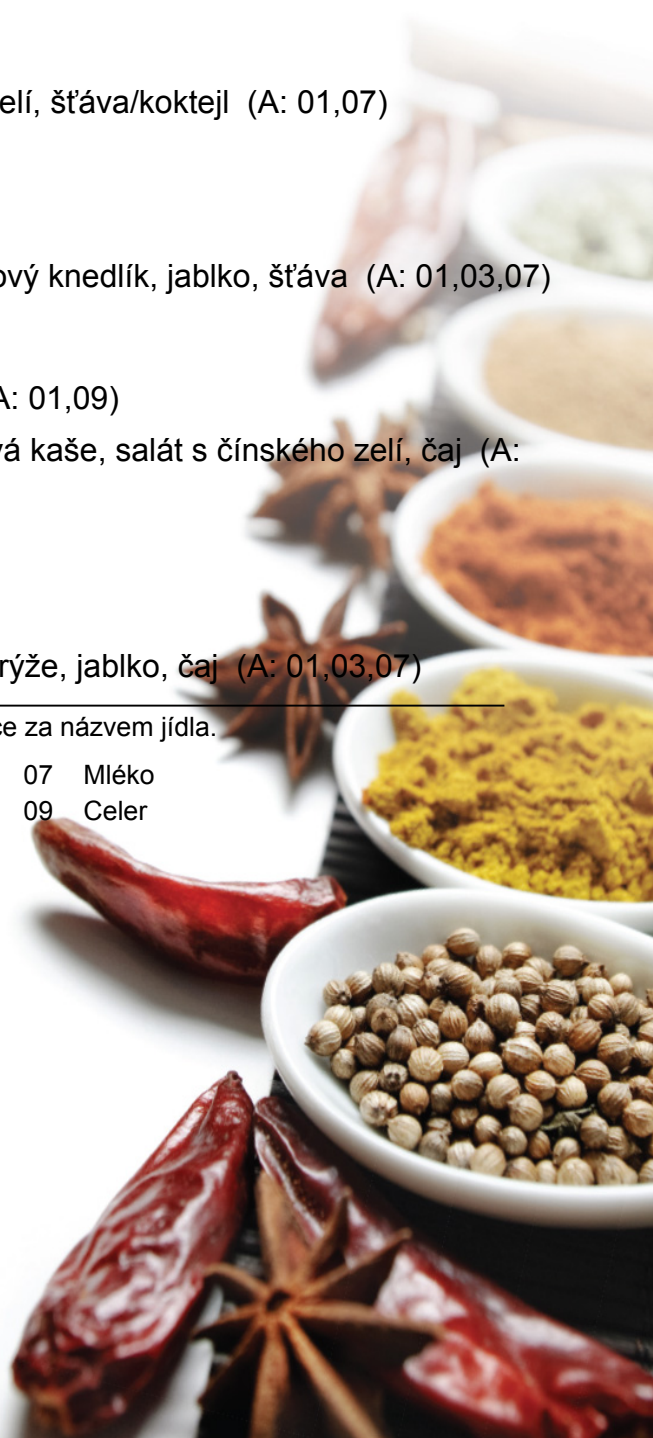 elí, šťáva/koktejl (A: 01,07)
ový knedlík, jablko, šťáva (A: 01,03,07)
A: 01,09)
vá kaše, salát s čínského zelí, čaj (A:
rýže, jablko, čaj (A: 01,03,07)
ce za názvem jídla.
07 Mléko
09 Celer